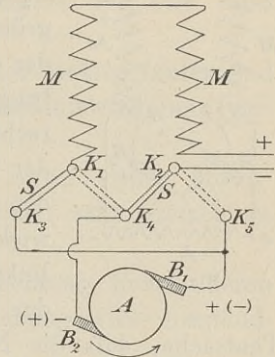 M M
K₁ K₂ +
−
S S
K₃ K₄ K₅
B₁
A + (−)
(+) −
B₂